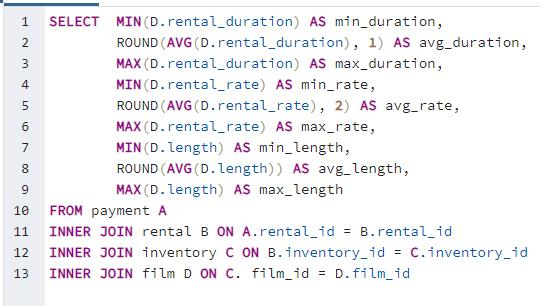 1 SELECT MIN(D.rental_duration) AS min_duration,
2 ROUND(AVG(D.rental_duration), 1) AS avg_duration,
3 MAX(D.rental_duration) AS max_duration,
4 MIN(D.rental_rate) AS min_rate,
5 ROUND(AVG(D.rental_rate), 2) AS avg_rate,
6 MAX(D.rental_rate) AS max_rate,
7 MIN(D.length) AS min_length,
8 ROUND(AVG(D.length)) AS avg_length,
9 MAX(D.length) AS max_length
10 FROM payment A
11 INNER JOIN rental B ON A.rental_id = B.rental_id
12 INNER JOIN inventory C ON B.inventory_id = C.inventory_id
13 INNER JOIN film D ON C. film_id = D.film_id